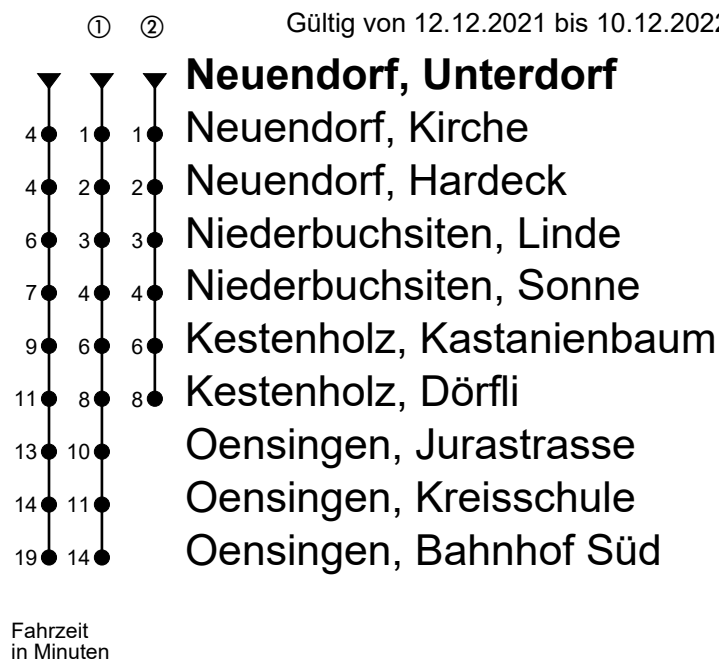 ① ② Gültig von 12.12.2021 bis 10.12.2022
Neuendorf, Unterdorf
4 1 1 Neuendorf, Kirche
4 2 2 Neuendorf, Hardeck
6 3 3 Niederbuchsiten, Linde
7 4 4 Niederbuchsiten, Sonne
9 6 6 Kestenholz, Kastanienbaum
11 8 8 Kestenholz, Dörfli
13 10 Oensingen, Jurastrasse
14 11 Oensingen, Kreisschule
19 14 Oensingen, Bahnhof Süd
Fahrzeit
in Minuten